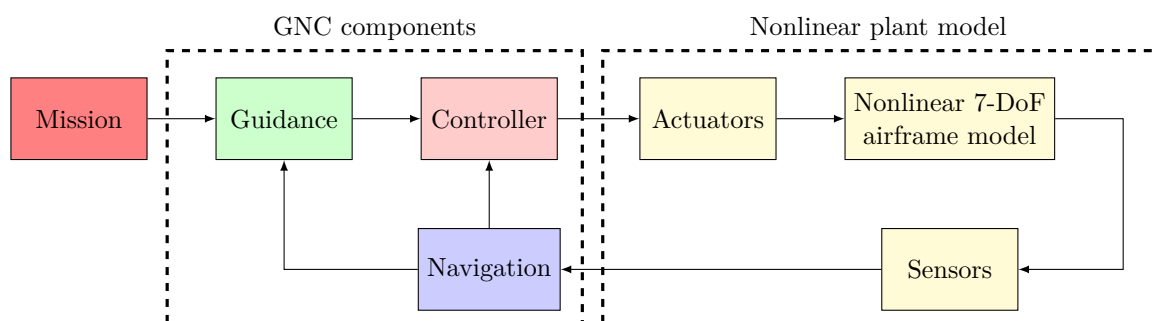 GNC components
Nonlinear plant model
Mission
Guidance
Controller
Actuators
Nonlinear 7-DoF
airframe model
Navigation
Sensors